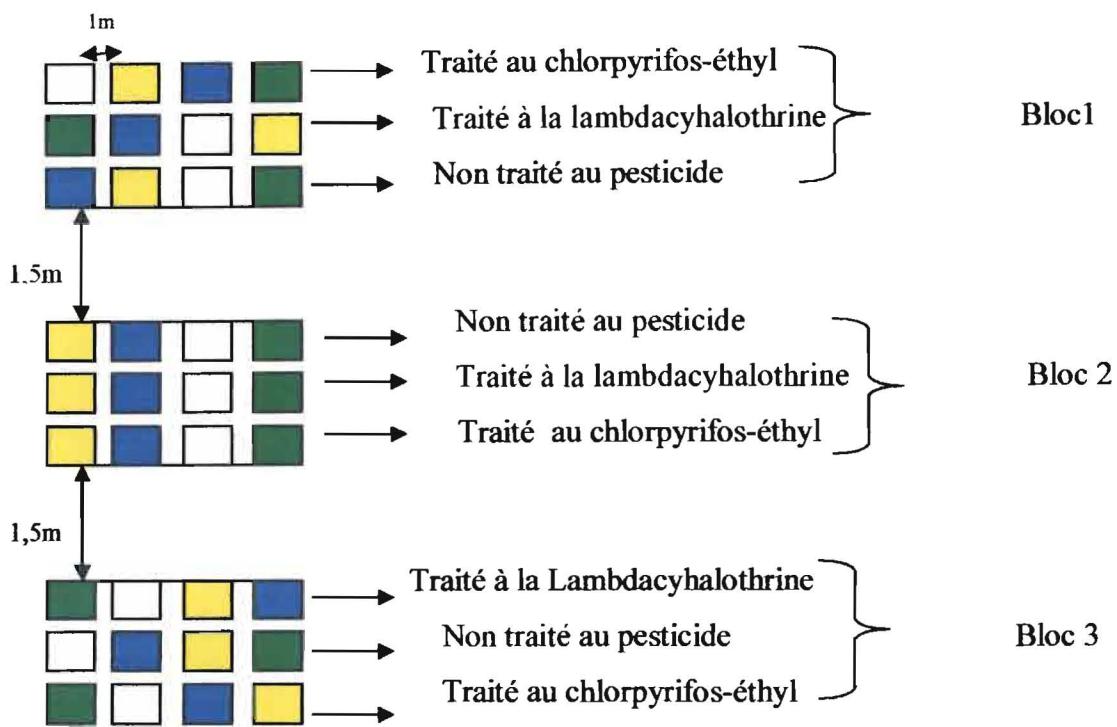 1m
Traité au chlorpyrifos-éthyl
Traité à la lambdacyhalothrine
Bloc1
Non traité au pesticide
1.5m
Non traité au pesticide
Traité à la lambdacyhalothrine
Bloc 2
Traité au chlorpyrifos-éthyl
1,5m
Traité à la Lambdacyhalothrine
Non traité au pesticide
Bloc 3
Traité au chlorpyrifos-éthyl